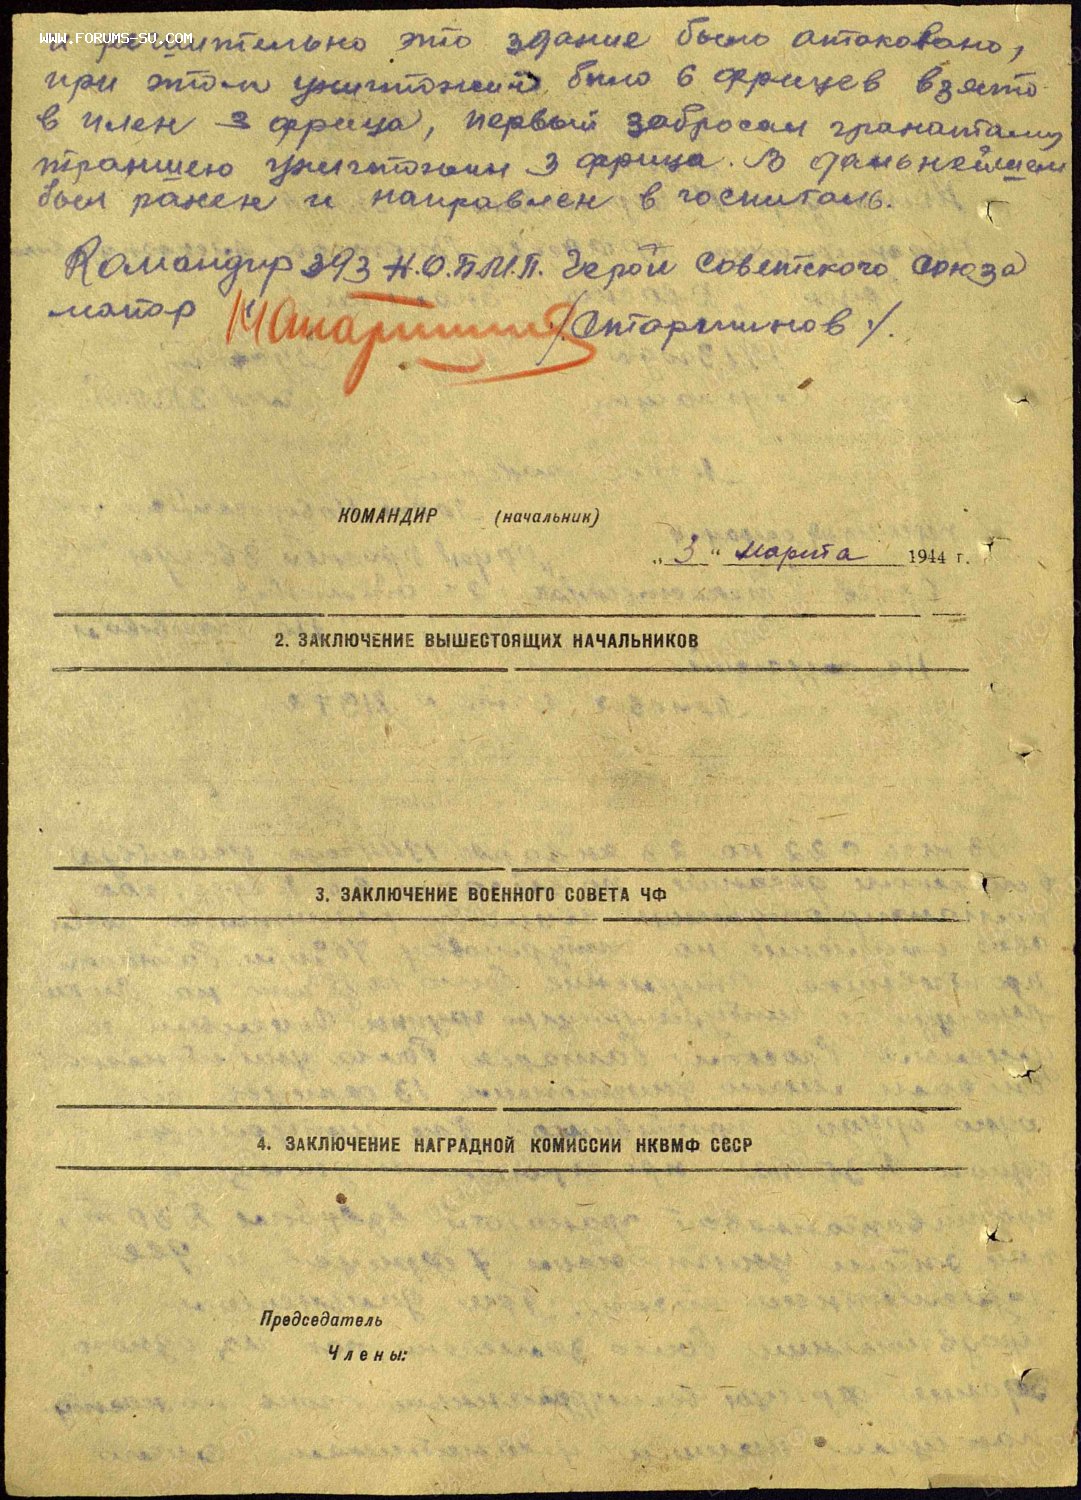 WWW.FORUMS-SU.COM
и решительно это здание было атаковано,
при этом уничтожил было 6 фрицев взято
в плен 3 фрица, первый забросал гранатами
траншею уничтожил 3 фрица. В дальнейшем
был ранен и направлен в госпиталь.
Командир 393 К.О.Б.М.П. Герой Советского Союза
майор /Старшинов/.
КОМАНДИР (начальник)
„3“ марта 1944 г.
2. ЗАКЛЮЧЕНИЕ ВЫШЕСТОЯЩИХ НАЧАЛЬНИКОВ
3. ЗАКЛЮЧЕНИЕ ВОЕННОГО СОВЕТА ЧФ
4. ЗАКЛЮЧЕНИЕ НАГРАДНОЙ КОМИССИИ НКВМФ СССР
Председатель
Члены: